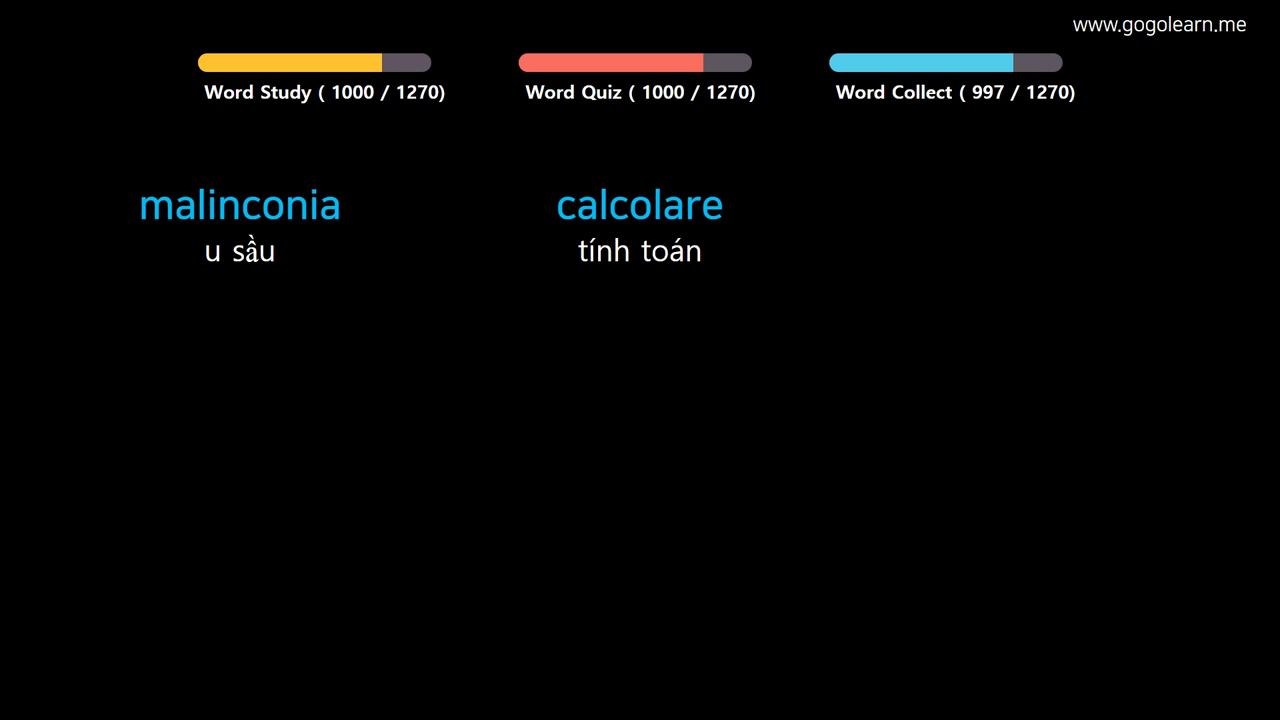 www.gogolearn.me
Word Study ( 1000 / 1270)
Word Quiz ( 1000 / 1270)
Word Collect ( 997 / 1270)
malinconia
u sầu
calcolare
tính toán